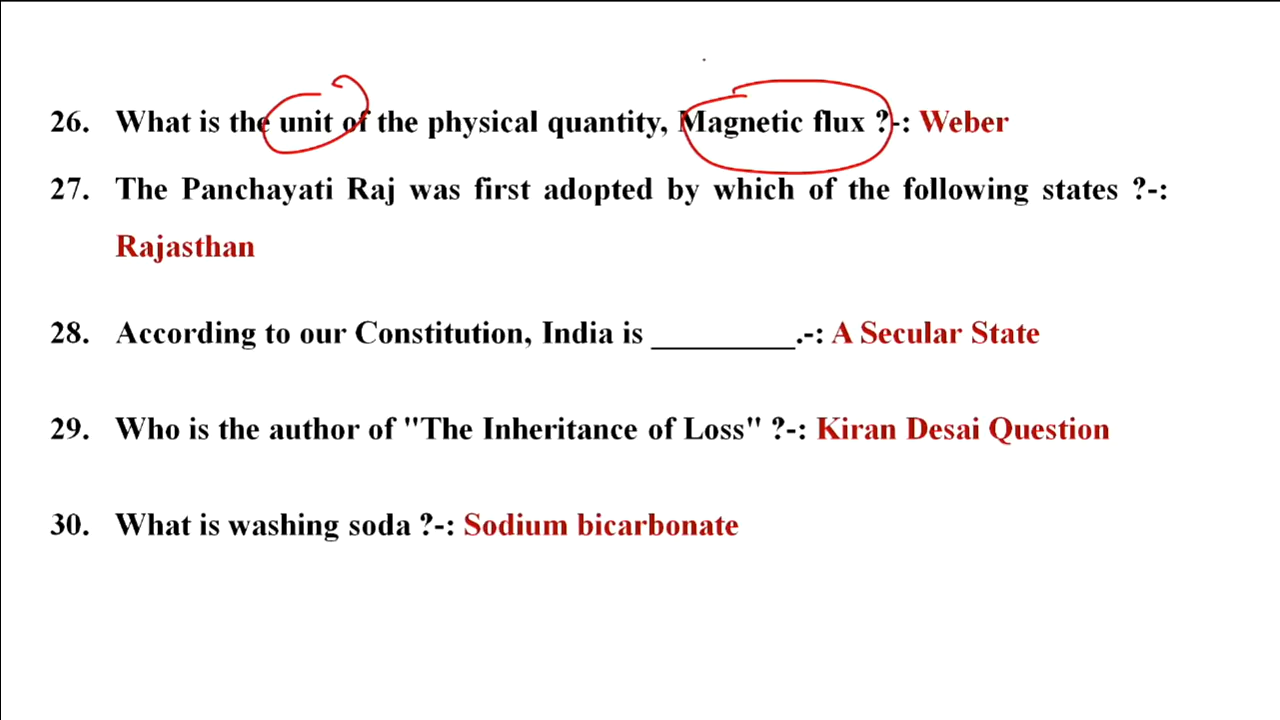 26. What is the unit of the physical quantity, Magnetic flux ?-: Weber
27. The Panchayati Raj was first adopted by which of the following states ?-:
Rajasthan
28. According to our Constitution, India is __________.-: A Secular State
29. Who is the author of "The Inheritance of Loss" ?-: Kiran Desai Question
30. What is washing soda ?-: Sodium bicarbonate